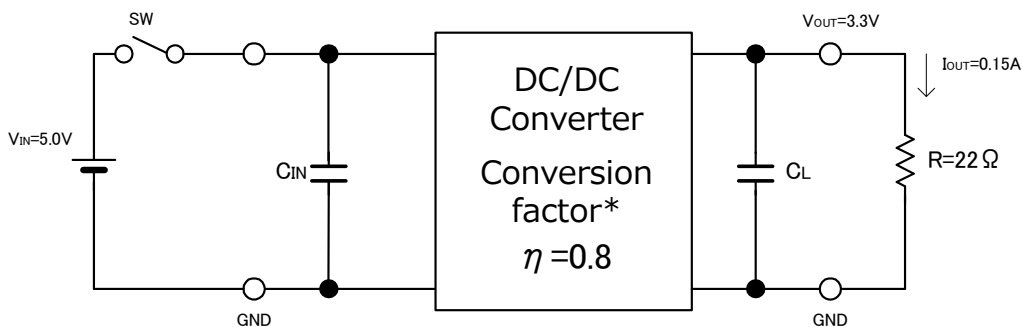 SW
VIN=5.0V
CIN
GND
DC/DC
Converter
Conversion
factor*
η=0.8
VOUT=3.3V
IOUT=0.15A
CL
R=22Ω
GND